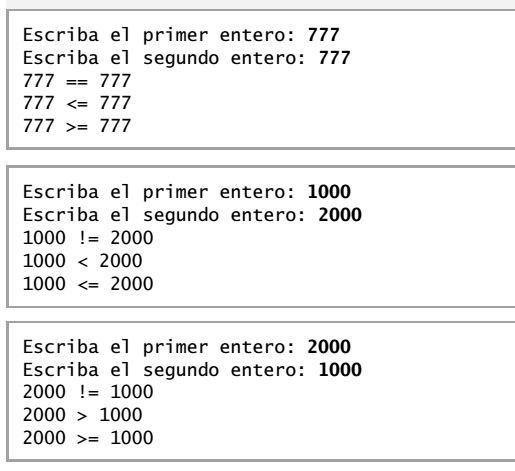 Escriba el primer entero: 777
Escriba el segundo entero: 777
777 == 777
777 <= 777
777 >= 777
Escriba el primer entero: 1000
Escriba el segundo entero: 2000
1000 != 2000
1000 < 2000
1000 <= 2000
Escriba el primer entero: 2000
Escriba el segundo entero: 1000
2000 != 1000
2000 > 1000
2000 >= 1000